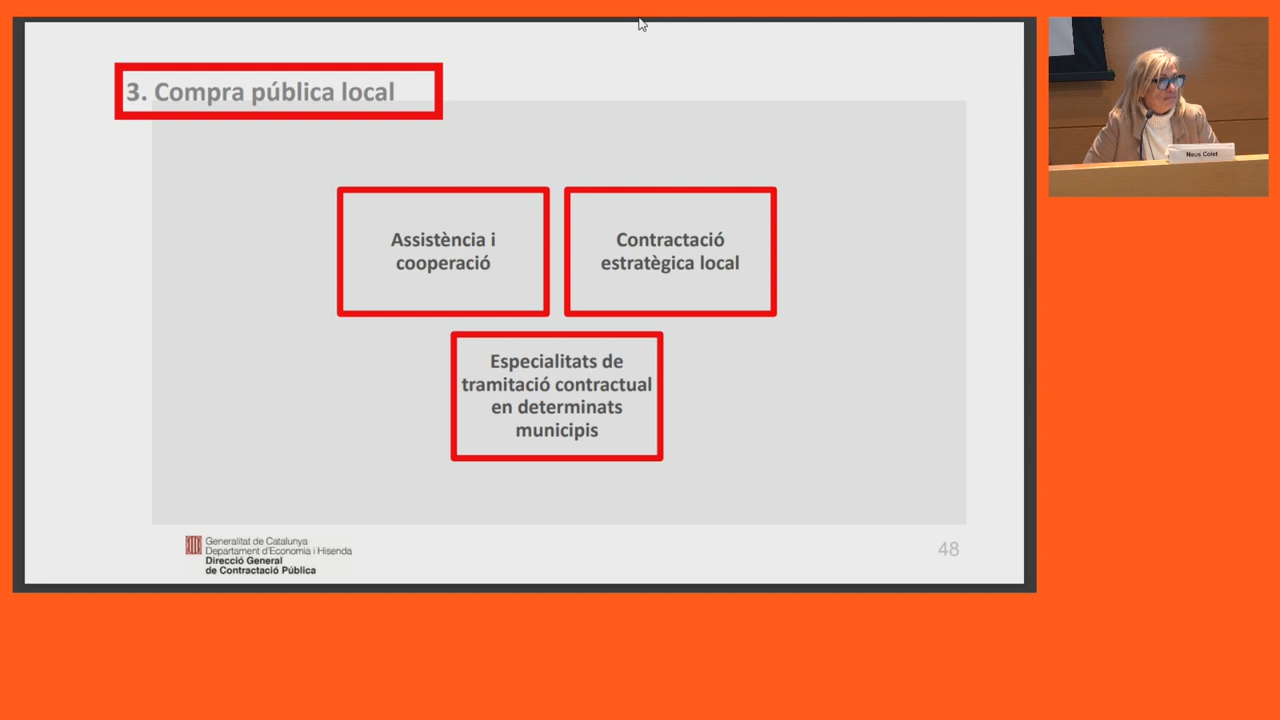 3. Compra pública local
Assistència i
cooperació
Contractació
estratègica local
Especialitats de
tramitació contractual
en determinats
municipis
Generalitat de Catalunya
Departament d'Economia i Hisenda
Direcció General
de Contractació Pública
48
Neus Colet